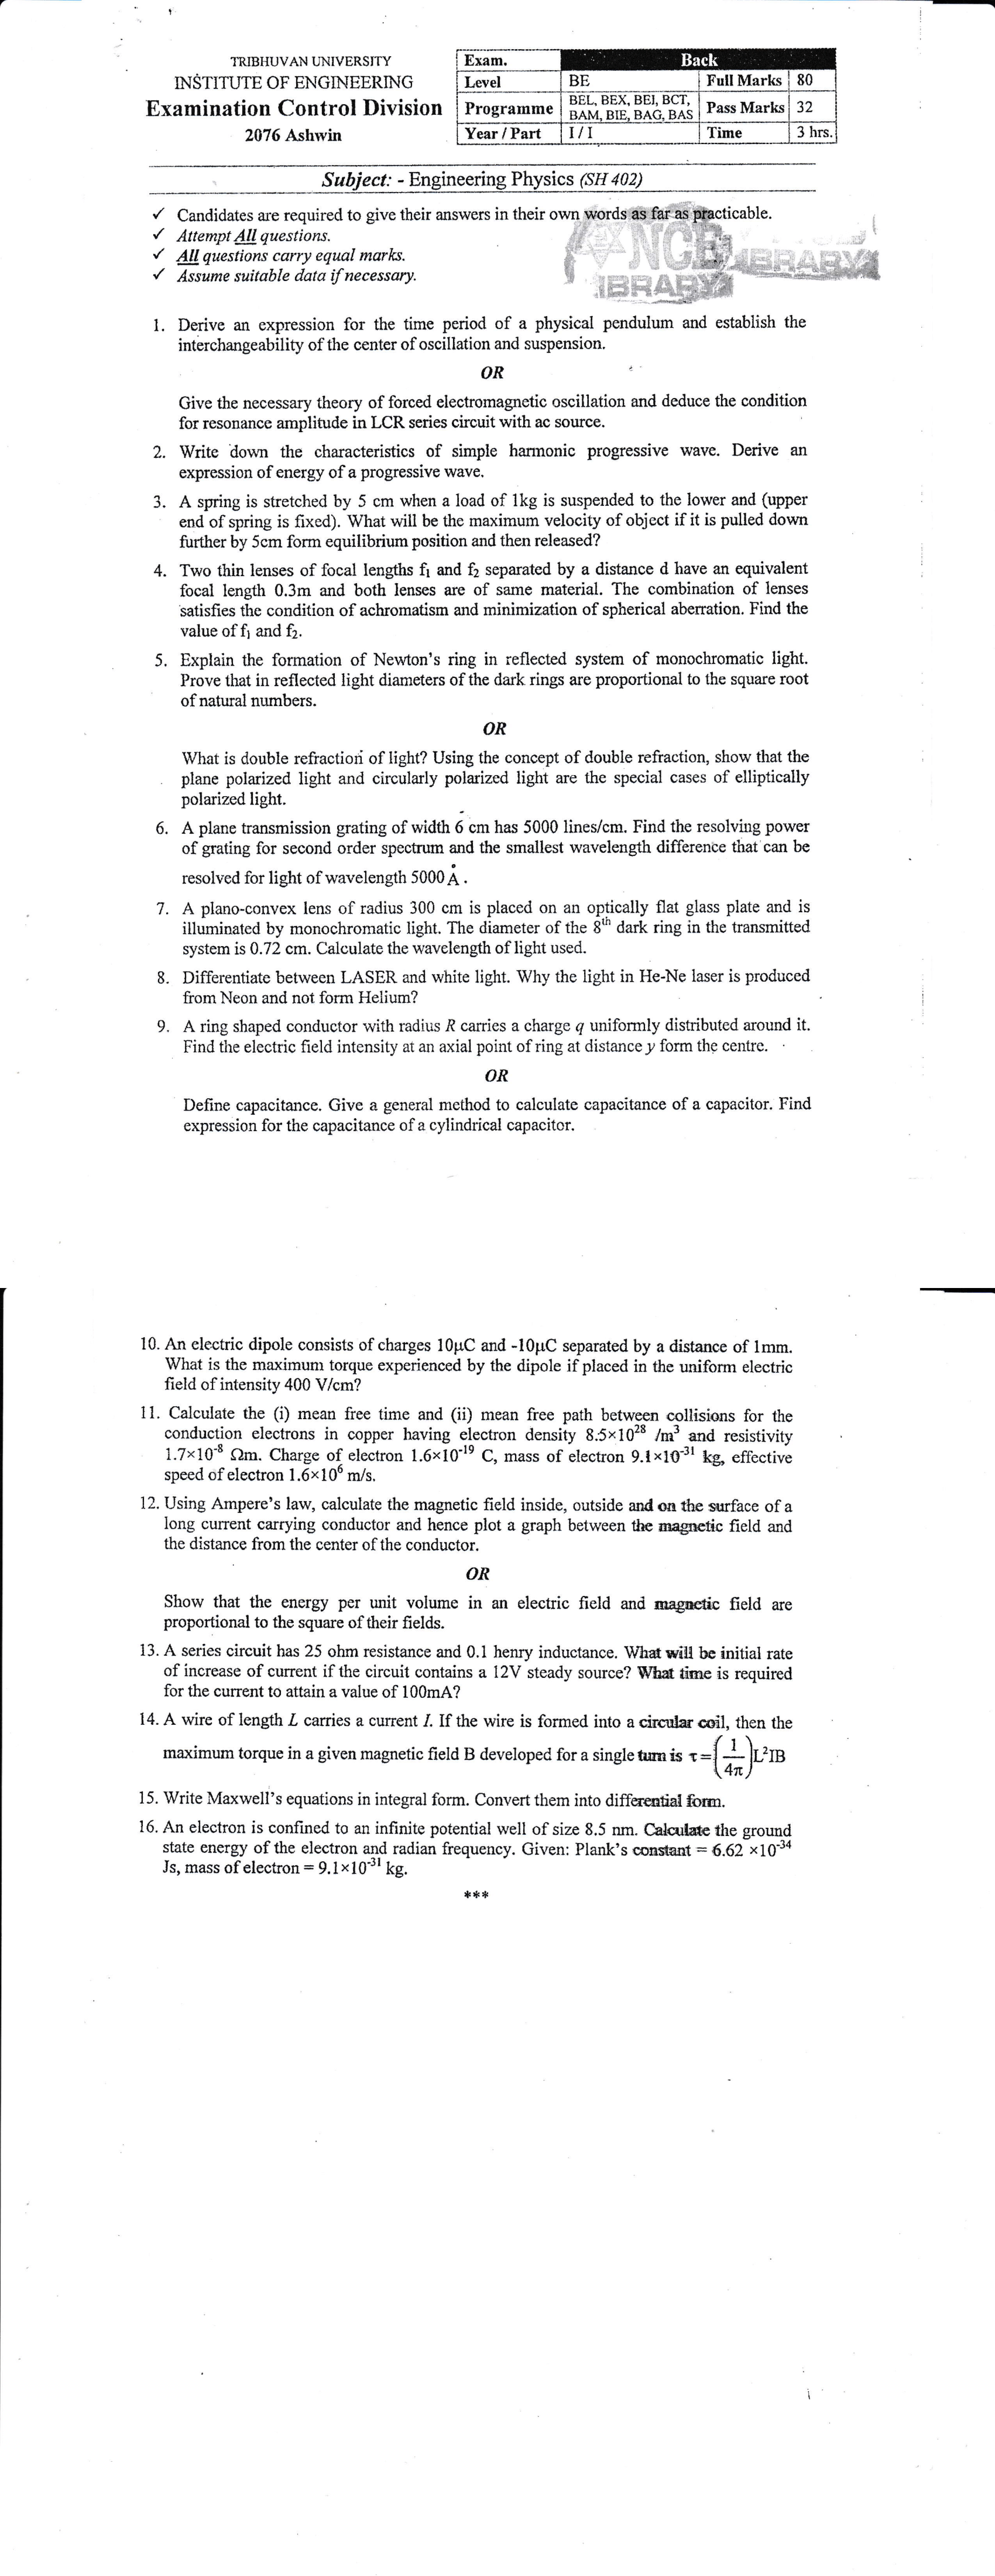 TRIBHUVAN UNIVERSITY
INSTITUTE OF ENGINEERING
Examination Control Division
2076 Ashwin
Exam. Back
Level BE Full Marks 80
Programme BEL, BEX, BEI, BCT, BAM, BIE, BAG, BAS Pass Marks 32
Year / Part I / I Time 3 hrs.
Subject: - Engineering Physics (SH 402)
✓ Candidates are required to give their answers in their own words as far as practicable.
✓ Attempt All questions.
✓ All questions carry equal marks.
✓ Assume suitable data if necessary.
NCE
LIBRARY
IBRARY
1. Derive an expression for the time period of a physical pendulum and establish the
interchangeability of the center of oscillation and suspension.
OR
Give the necessary theory of forced electromagnetic oscillation and deduce the condition
for resonance amplitude in LCR series circuit with ac source.
2. Write down the characteristics of simple harmonic progressive wave. Derive an
expression of energy of a progressive wave.
3. A spring is stretched by 5 cm when a load of 1kg is suspended to the lower and (upper
end of spring is fixed). What will be the maximum velocity of object if it is pulled down
further by 5cm form equilibrium position and then released?
4. Two thin lenses of focal lengths f₁ and f₂ separated by a distance d have an equivalent
focal length 0.3m and both lenses are of same material. The combination of lenses
satisfies the condition of achromatism and minimization of spherical aberration. Find the
value of f₁ and f₂.
5. Explain the formation of Newton's ring in reflected system of monochromatic light.
Prove that in reflected light diameters of the dark rings are proportional to the square root
of natural numbers.
OR
What is double refraction of light? Using the concept of double refraction, show that the
plane polarized light and circularly polarized light are the special cases of elliptically
polarized light.
6. A plane transmission grating of width 6 cm has 5000 lines/cm. Find the resolving power
of grating for second order spectrum and the smallest wavelength difference that can be
resolved for light of wavelength 5000 Å .
7. A plano-convex lens of radius 300 cm is placed on an optically flat glass plate and is
illuminated by monochromatic light. The diameter of the 8ᵗʰ dark ring in the transmitted
system is 0.72 cm. Calculate the wavelength of light used.
8. Differentiate between LASER and white light. Why the light in He-Ne laser is produced
from Neon and not form Helium?
9. A ring shaped conductor with radius R carries a charge q uniformly distributed around it.
Find the electric field intensity at an axial point of ring at distance y form the centre.
OR
Define capacitance. Give a general method to calculate capacitance of a capacitor. Find
expression for the capacitance of a cylindrical capacitor.
10. An electric dipole consists of charges 10μC and -10μC separated by a distance of 1mm.
What is the maximum torque experienced by the dipole if placed in the uniform electric
field of intensity 400 V/cm?
11. Calculate the (i) mean free time and (ii) mean free path between collisions for the
conduction electrons in copper having electron density 8.5×10²⁸ /m³ and resistivity
1.7×10⁻⁸ Ωm. Charge of electron 1.6×10⁻¹⁹ C, mass of electron 9.1×10⁻³¹ kg, effective
speed of electron 1.6×10⁶ m/s.
12. Using Ampere's law, calculate the magnetic field inside, outside and on the surface of a
long current carrying conductor and hence plot a graph between the magnetic field and
the distance from the center of the conductor.
OR
Show that the energy per unit volume in an electric field and magnetic field are
proportional to the square of their fields.
13. A series circuit has 25 ohm resistance and 0.1 henry inductance. What will be initial rate
of increase of current if the circuit contains a 12V steady source? What time is required
for the current to attain a value of 100mA?
14. A wire of length L carries a current I. If the wire is formed into a circular coil, then the
maximum torque in a given magnetic field B developed for a single turn is τ=(1/4π)L²IB
15. Write Maxwell's equations in integral form. Convert them into differential form.
16. An electron is confined to an infinite potential well of size 8.5 nm. Calculate the ground
state energy of the electron and radian frequency. Given: Plank's constant = 6.62 ×10⁻³⁴
Js, mass of electron = 9.1×10⁻³¹ kg.
***